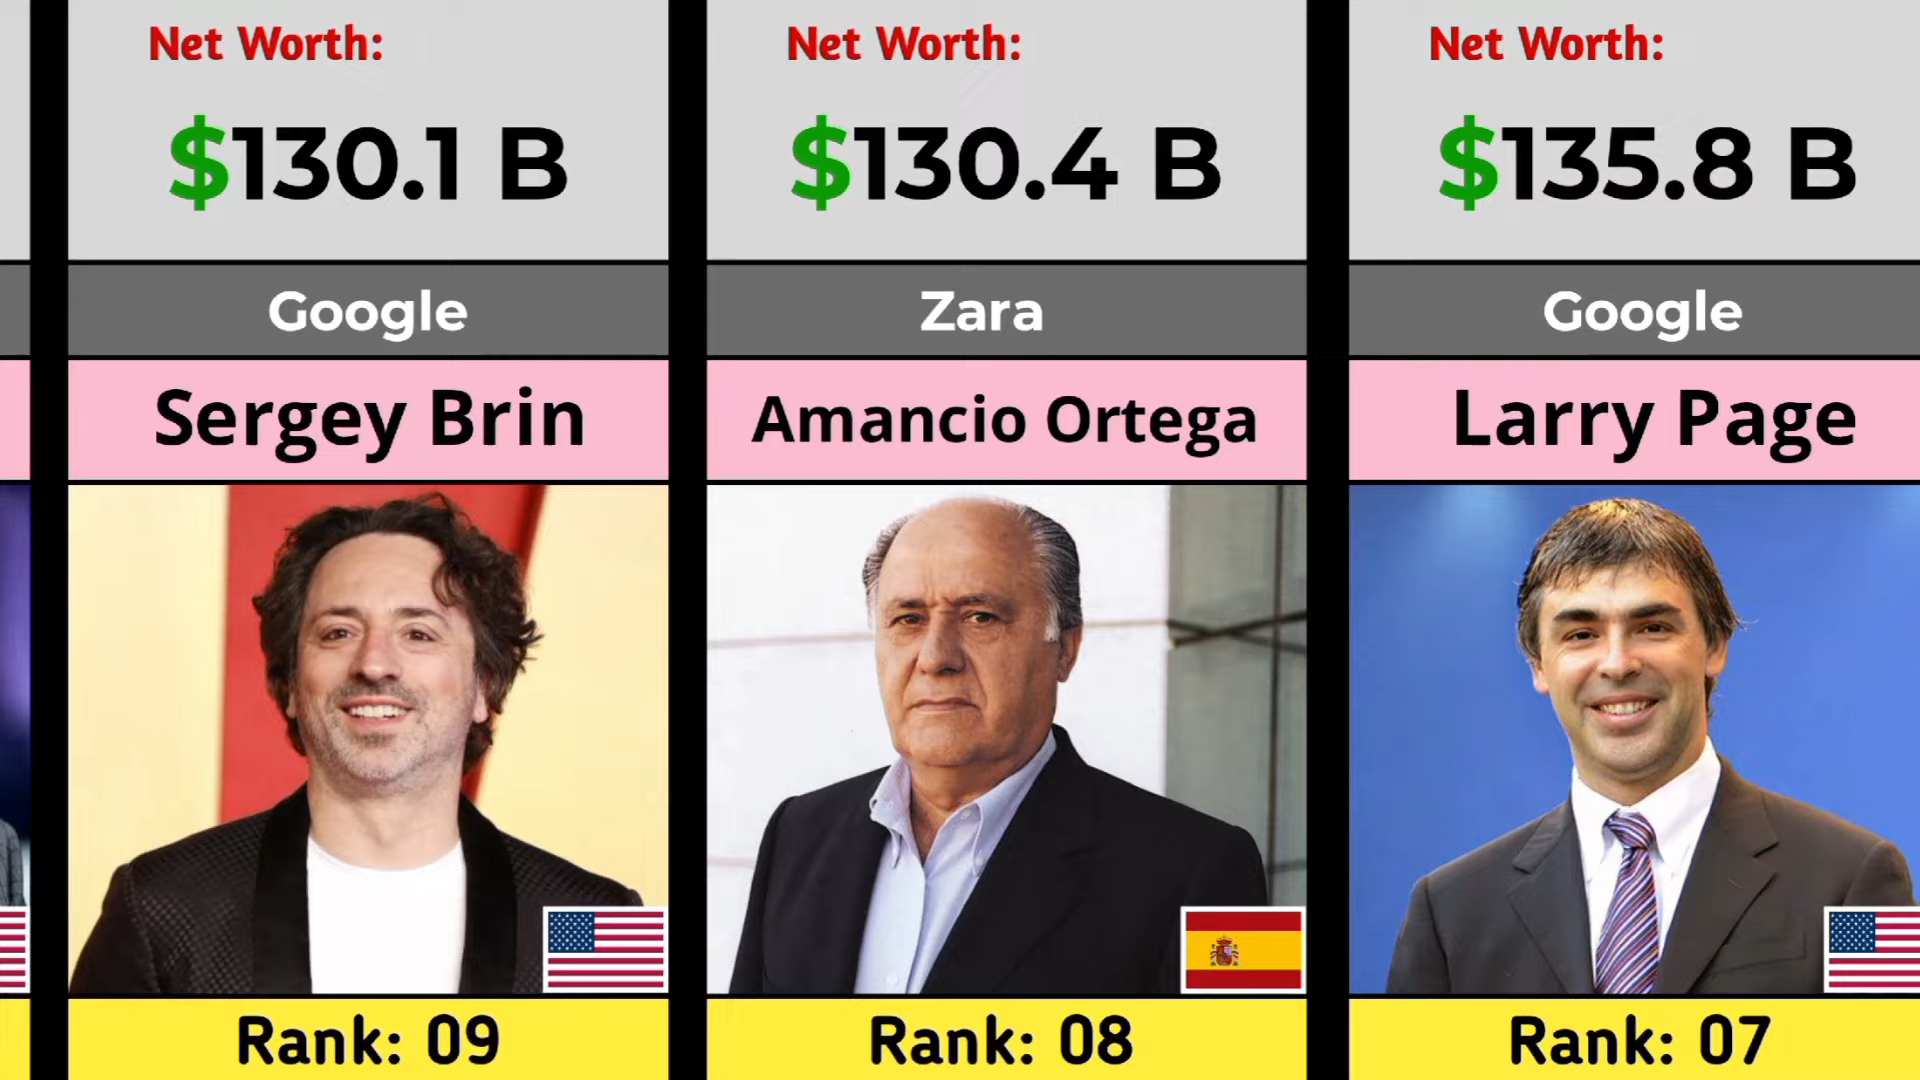 Net Worth:
$130.1 B
Google
Sergey Brin
Rank: 09
Net Worth:
$130.4 B
Zara
Amancio Ortega
Rank: 08
Net Worth:
$135.8 B
Google
Larry Page
Rank: 07